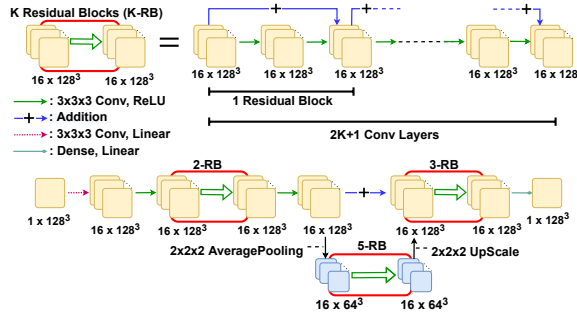 K Residual Blocks (K-RB)
16 x 128³ 16 x 128³ 16 x 128³ 16 x 128³ 16 x 128³ 16 x 128³ 16 x 128³
1 Residual Block
2K+1 Conv Layers
: 3x3x3 Conv, ReLU
: Addition
: 3x3x3 Conv, Linear
: Dense, Linear
2-RB 3-RB
1 x 128³ 16 x 128³ 16 x 128³ 16 x 128³ 16 x 128³ 16 x 128³ 16 x 128³ 1 x 128³
2x2x2 AveragePooling 5-RB 2x2x2 UpScale
16 x 64³ 16 x 64³